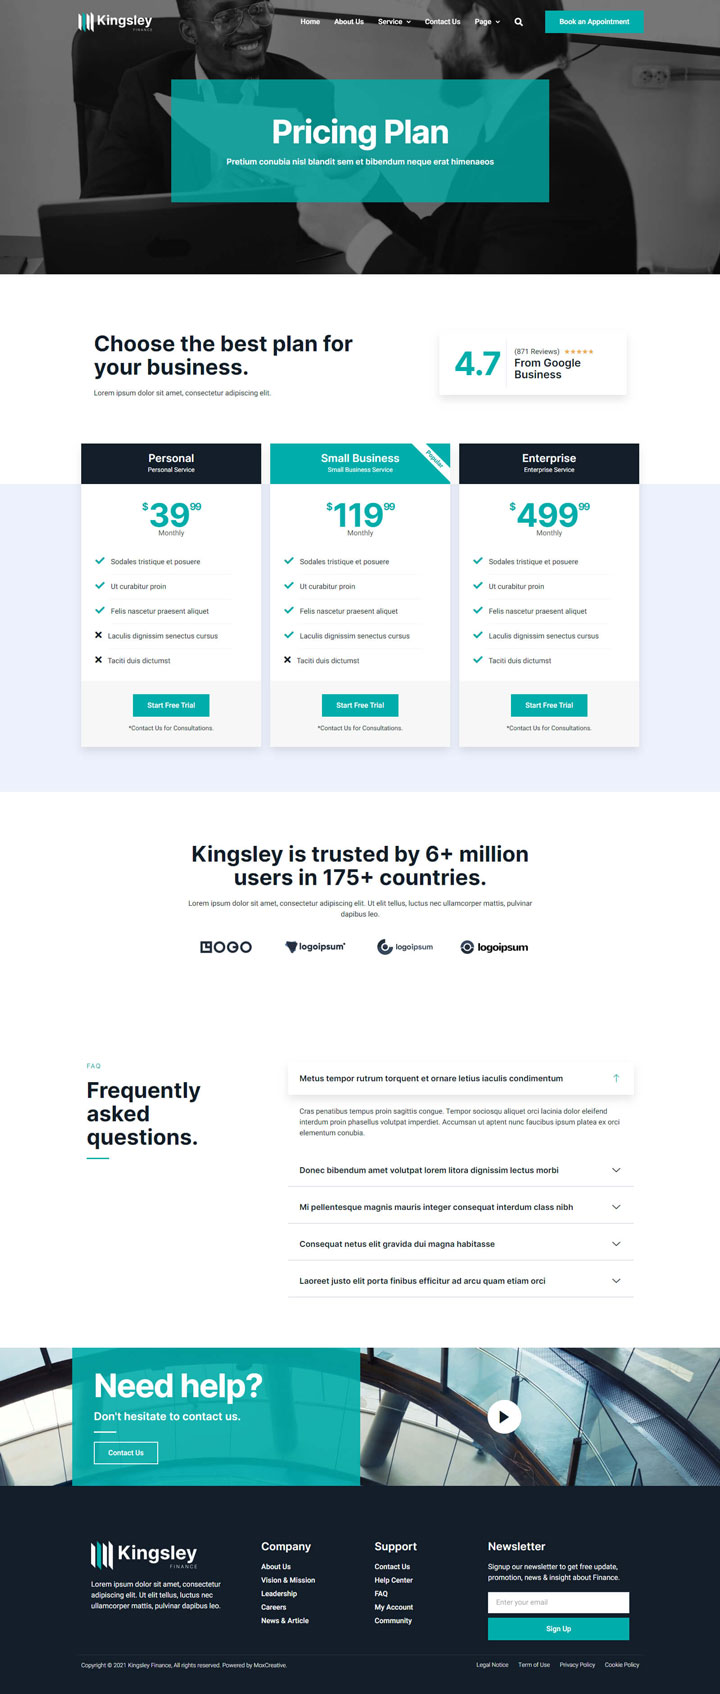 Kingsley
FINANCE
Home About Us Service Contact Us Page Book an Appointment
Pricing Plan
Pretium conubia nisl blandit sem et bibendum neque erat himenaeos
Choose the best plan for
your business.
Lorem ipsum dolor sit amet, consectetur adipiscing elit.
4.7
(871 Reviews) ★★★★★
From Google
Business
Personal
Personal Service
$39.99
Monthly
Sodales tristique et posuere
Ut curabitur proin
Felis nascetur praesent aliquet
Laculis dignissim senectus cursus
Taciti duis dictumst
Start Free Trial
*Contact Us for Consultations.
Small Business
Small Business Service
Popular
$119.99
Monthly
Sodales tristique et posuere
Ut curabitur proin
Felis nascetur praesent aliquet
Laculis dignissim senectus cursus
Taciti duis dictumst
Start Free Trial
*Contact Us for Consultations.
Enterprise
Enterprise Service
$499.99
Monthly
Sodales tristique et posuere
Ut curabitur proin
Felis nascetur praesent aliquet
Laculis dignissim senectus cursus
Taciti duis dictumst
Start Free Trial
*Contact Us for Consultations.
Kingsley is trusted by 6+ million
users in 175+ countries.
Lorem ipsum dolor sit amet, consectetur adipiscing elit. Ut elit tellus, luctus nec ullamcorper mattis, pulvinar
dapibus leo.
LOGO logoipsum logoipsum logoipsum
FAQ
Frequently
asked
questions.
Metus tempor rutrum torquent et ornare letius iaculis condimentum
Cras penatibus tempus proin sagittis congue. Tempor sociosqu aliquet orci lacinia dolor eleifend
interdum proin phasellus volutpat imperdiet. Accumsan ut aptent nunc faucibus ipsum platea ex orci
elementum conubia.
Donec bibendum amet volutpat lorem litora dignissim lectus morbi
Mi pellentesque magnis mauris integer consequat interdum class nibh
Consequat netus elit gravida dui magna habitasse
Laoreet justo elit porta finibus efficitur ad arcu quam etiam orci
Need help?
Don't hesitate to contact us.
Contact Us
Kingsley
FINANCE
Lorem ipsum dolor sit amet, consectetur
adipiscing elit. Ut elit tellus, luctus nec
ullamcorper mattis, pulvinar dapibus leo.
Company
About Us
Vision & Mission
Leadership
Careers
News & Article
Support
Contact Us
Help Center
FAQ
My Account
Community
Newsletter
Signup our newsletter to get free update,
promotion, news & insight about Finance.
Enter your email
Sign Up
Copyright © 2021 Kingsley Finance, All rights reserved. Powered by MoxCreative.
Legal Notice Term of Use Privacy Policy Cookie Policy